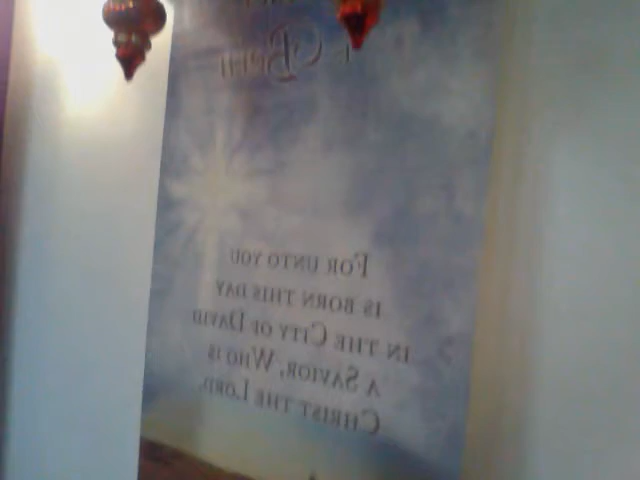 For unto you
is born this day
in the City of David
a Savior, Who is
Christ the Lord.